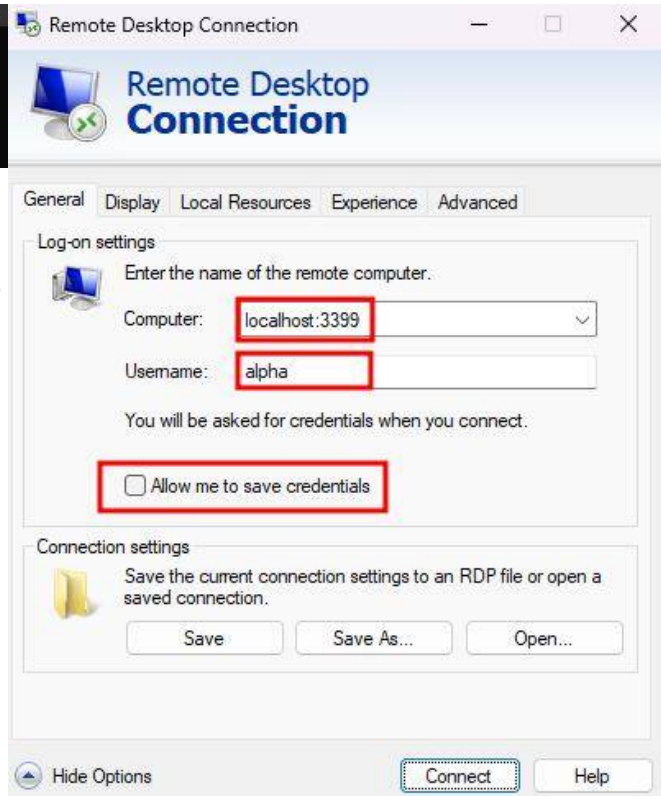 Remote Desktop Connection
Remote Desktop
Connection
General Display Local Resources Experience Advanced
Log-on settings
Enter the name of the remote computer.
Computer: localhost:3399
Username: alpha
You will be asked for credentials when you connect.
Allow me to save credentials
Connection settings
Save the current connection settings to an RDP file or open a
saved connection.
Save Save As... Open...
Hide Options Connect Help